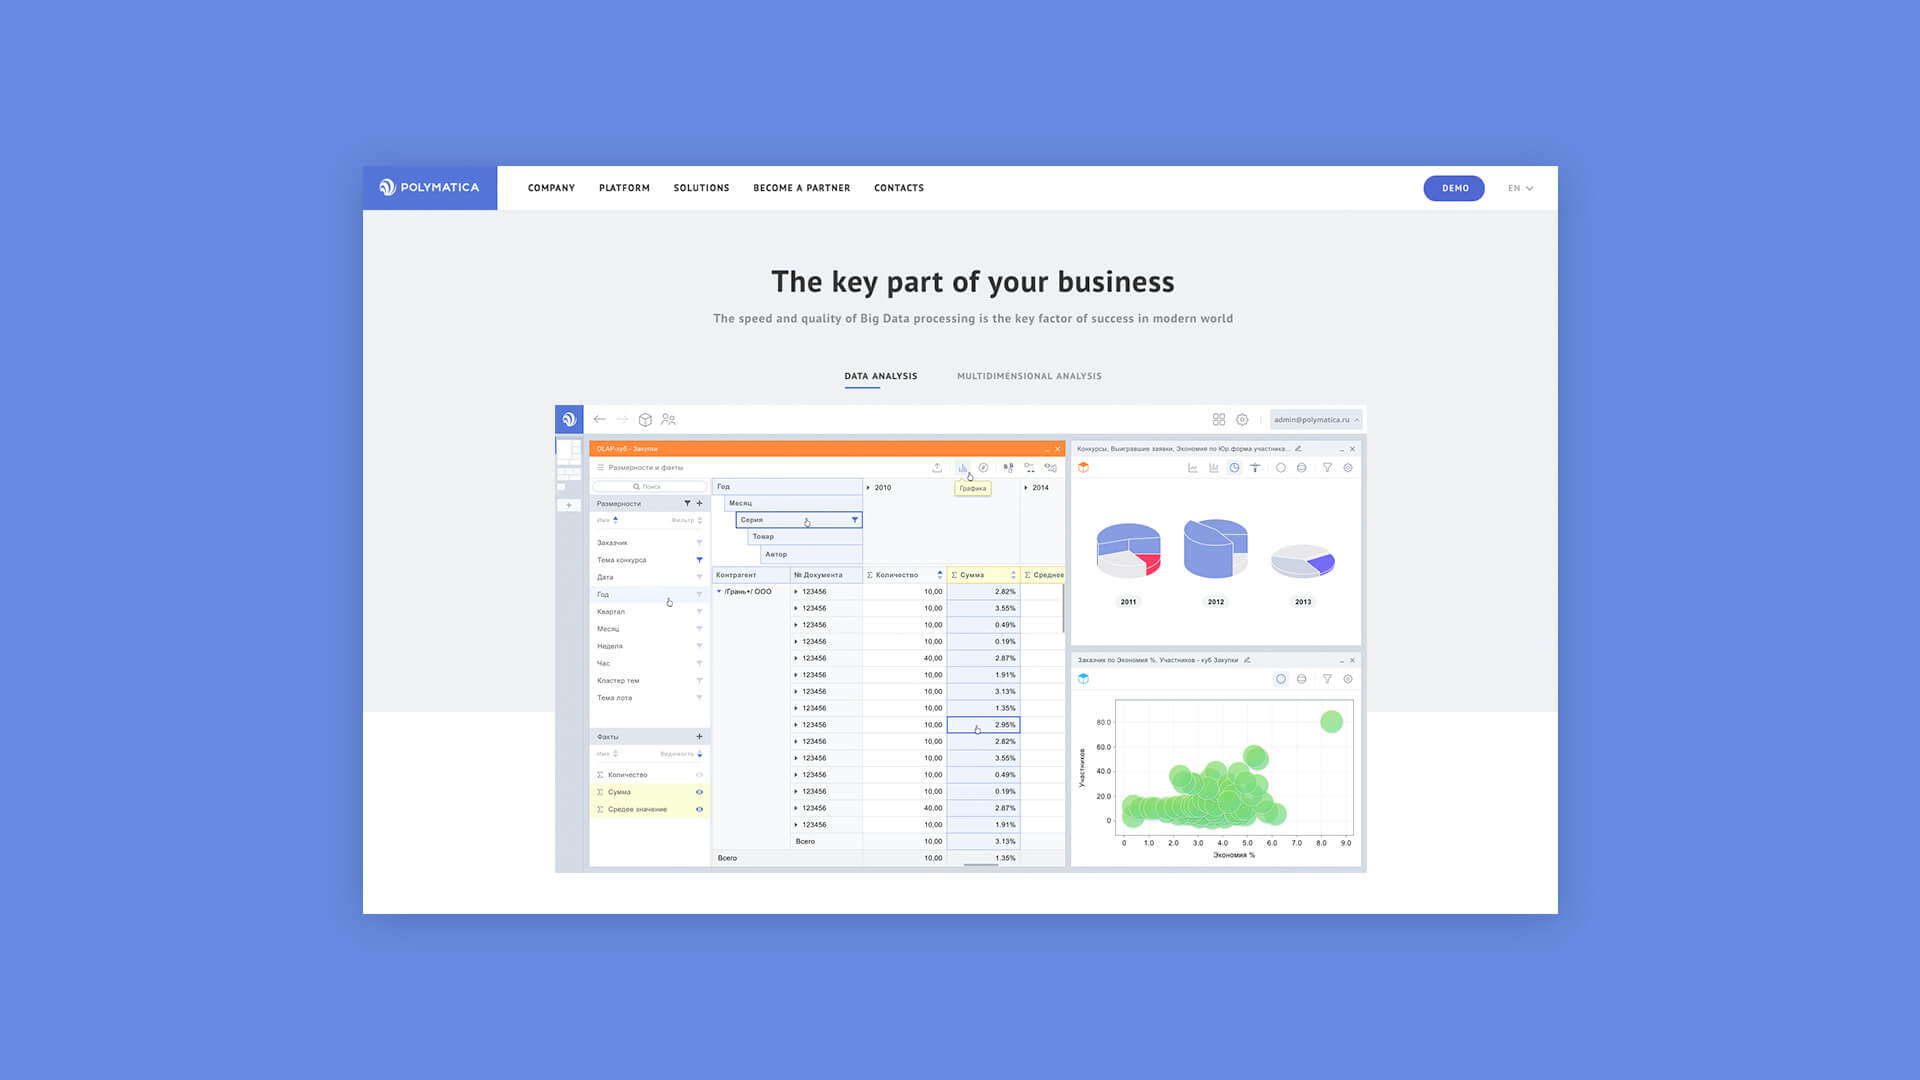 POLYMATICA
COMPANY PLATFORM SOLUTIONS BECOME A PARTNER CONTACTS
DEMO EN
The key part of your business
The speed and quality of Big Data processing is the key factor of success in modern world
DATA ANALYSIS MULTIDIMENSIONAL ANALYSIS
admin@polymatica.ru
OLAP-куб - Закупки
Размерности и факты
Графика
Поиск
Размерности
Имя Фильтр
Заказчик
Тема конкурса
Дата
Год
Квартал
Месяц
Неделя
Час
Кластер тем
Тема лота
Факты
Имя Видимость
Σ Количество
Σ Сумма
Σ Средее значение
Год
Месяц
Серия
Товар
Автор
2010 2014
Контрагент № Документа Σ Количество Σ Сумма Σ Среднее
/Грань+/ ООО 123456 10,00 2.82%
123456 10,00 3.55%
123456 10,00 0.49%
123456 10,00 0.19%
123456 40,00 2.87%
123456 10,00 1.91%
123456 10,00 3.13%
123456 10,00 1.35%
123456 10,00 2.95%
123456 10,00 2.82%
123456 10,00 3.55%
123456 10,00 0.49%
123456 10,00 0.19%
123456 40,00 2.87%
123456 10,00 1.91%
Всего 10,00 3.13%
Всего 10,00 1.35%
Конкурсы, Выигравшие заявки, Экономия по Юр.форма участника...
2011 2012 2013
Заказчик по Экономия %, Участников - куб Закупки
Участников
80.0
60.0
40.0
20.0
0
0 1.0 2.0 3.0 4.0 5.0 6.0 7.0 8.0 9.0
Экономия %